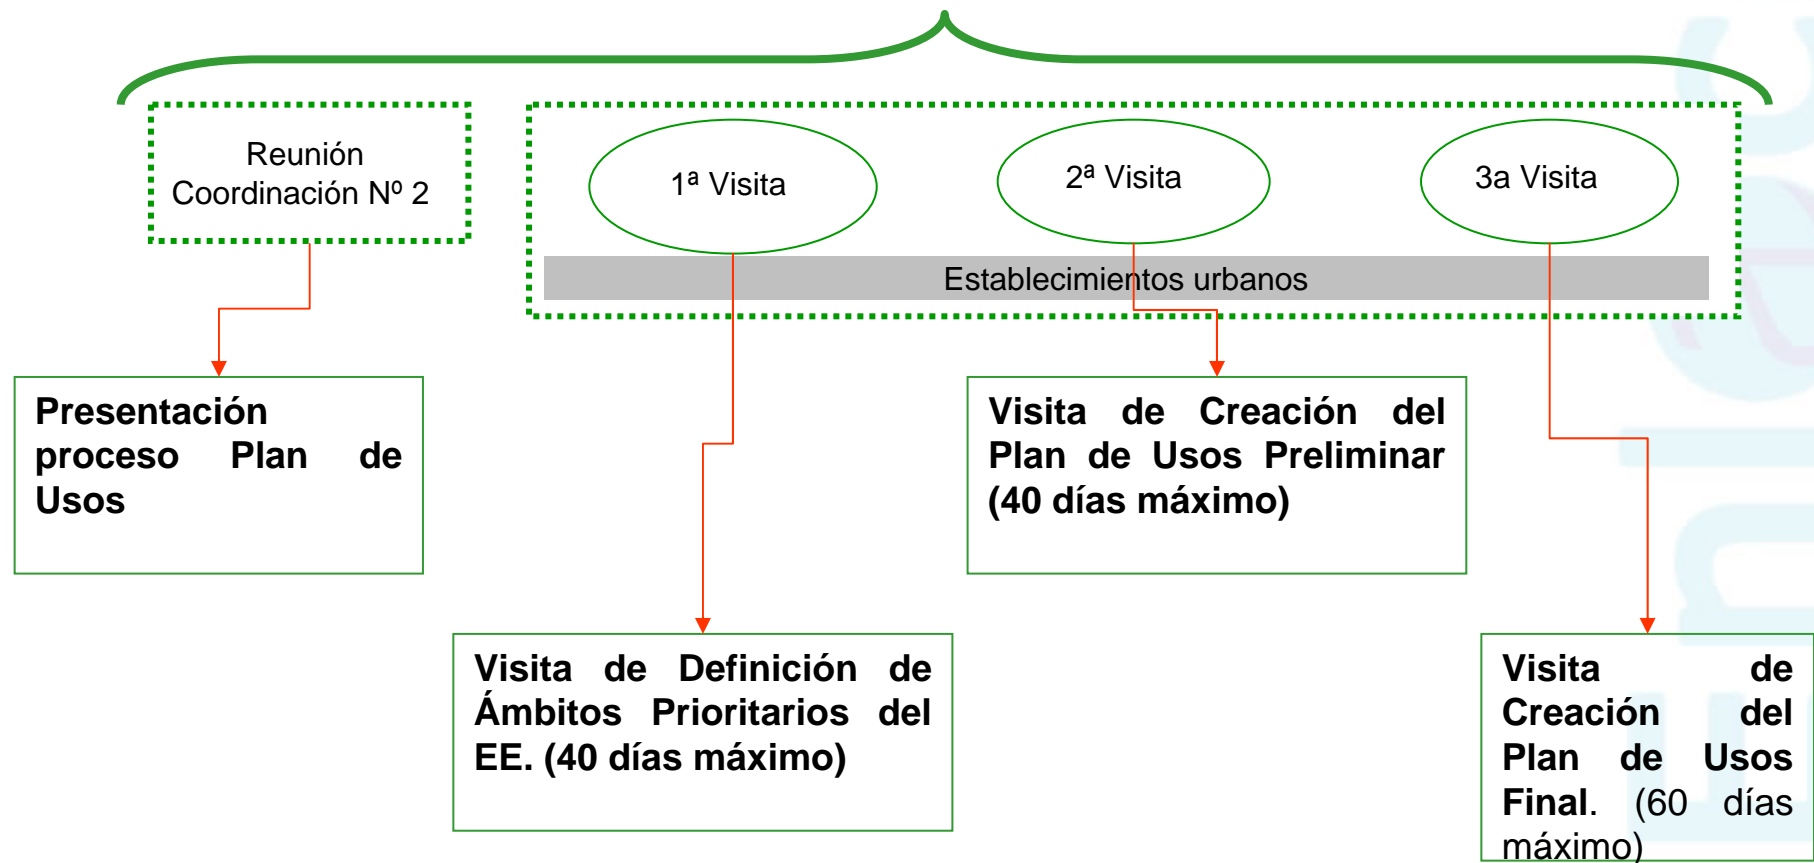 Reunión
Coordinación Nº 2
1ª Visita
2ª Visita
3a Visita
Establecimientos urbanos
Presentación
proceso Plan de
Usos
Visita de Creación del
Plan de Usos Preliminar
(40 días máximo)
Visita de Definición de
Ámbitos Prioritarios del
EE. (40 días máximo)
Visita de
Creación del
Plan de Usos
Final. (60 días
máximo)